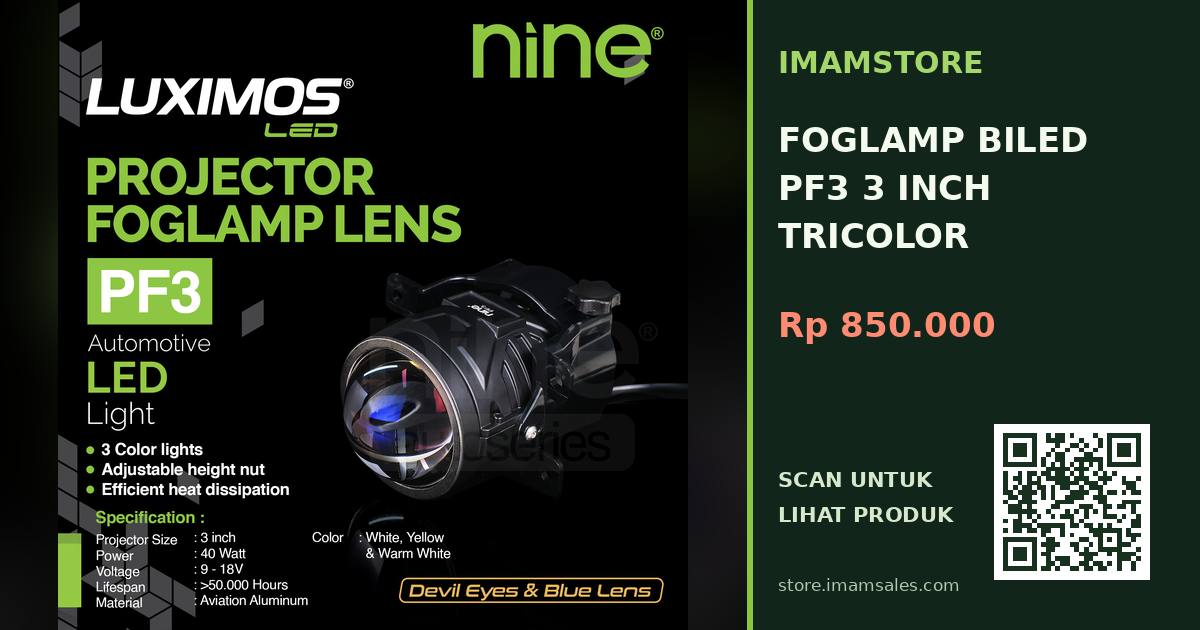 nine®
LUXIMOS®
LED
PROJECTOR
FOGLAMP LENS
PF3
Automotive
LED
Light
• 3 Color lights
• Adjustable height nut
• Efficient heat dissipation
Specification :
Projector Size : 3 inch
Power : 40 Watt
Voltage : 9 - 18V
Lifespan : >50.000 Hours
Material : Aviation Aluminum
Color : White, Yellow
& Warm White
Devil Eyes & Blue Lens
nine
nine®
autoseries
IMAMSTORE
FOGLAMP BILED
PF3 3 INCH
TRICOLOR
Rp 850.000
SCAN UNTUK
LIHAT PRODUK
store.imamsales.com